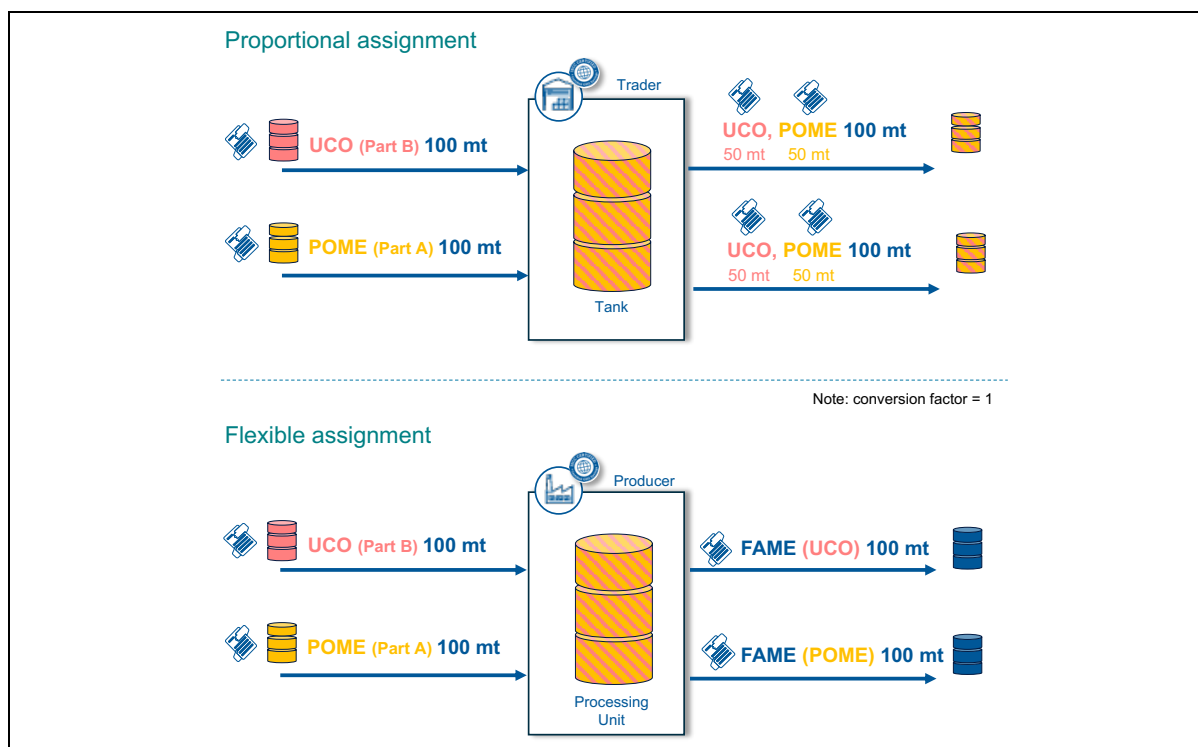 Proportional assignment
Trader
UCO (Part B) 100 mt
UCO, POME 100 mt
50 mt 50 mt
POME (Part A) 100 mt
UCO, POME 100 mt
50 mt 50 mt
Tank
Note: conversion factor = 1
Flexible assignment
Producer
UCO (Part B) 100 mt
FAME (UCO) 100 mt
POME (Part A) 100 mt
FAME (POME) 100 mt
Processing
Unit